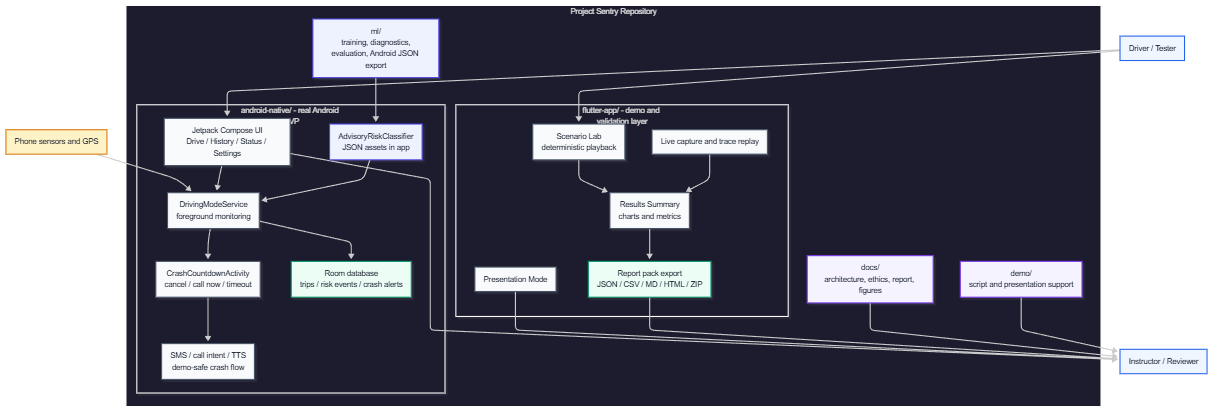 Project Sentry Repository
ml/
training, diagnostics,
evaluation, Android JSON
export
Driver / Tester
android-native/ - real Android
VP
flutter-app/ - demo and
validation layer
Jetpack Compose UI
Drive / History / Status /
Settings
AdvisoryRiskClassifier
JSON assets in app
Scenario Lab
deterministic playback
Live capture and trace replay
Phone sensors and GPS
DrivingModeService
foreground monitoring
Results Summary
charts and metrics
CrashCountdownActivity
cancel / call now / timeout
Room database
trips / risk events / crash alerts
Presentation Mode
Report pack export
JSON / CSV / MD / HTML / ZIP
docs/
architecture, ethics, report,
figures
demo/
script and presentation support
SMS / call intent / TTS
demo-safe crash flow
Instructor / Reviewer